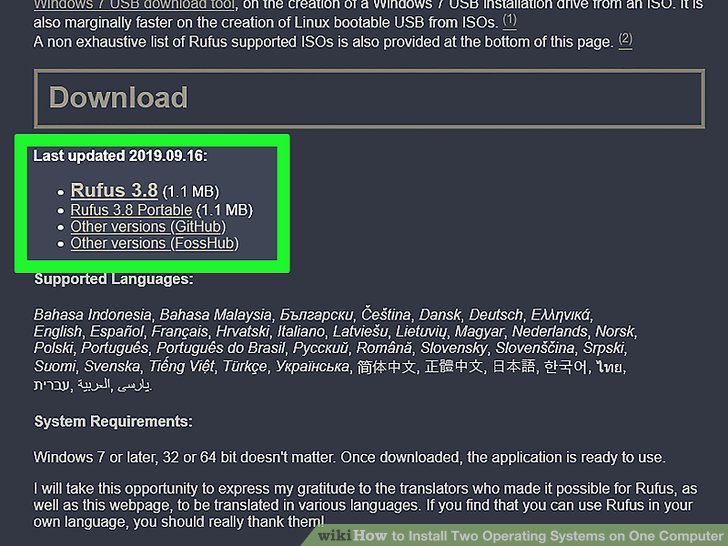 Windows 7 USB download tool, on the creation of a Windows 7 USB installation drive from an ISO. It is
also marginally faster on the creation of Linux bootable USB from ISOs. (1)
A non exhaustive list of Rufus supported ISOs is also provided at the bottom of this page. (2)
Download
Last updated 2019.09.16:
• Rufus 3.8 (1.1 MB)
• Rufus 3.8 Portable (1.1 MB)
• Other versions (GitHub)
• Other versions (FossHub)
Supported Languages:
Bahasa Indonesia, Bahasa Malaysia, Български, Čeština, Dansk, Deutsch, Ελληνικά,
English, Español, Français, Hrvatski, Italiano, Latviešu, Lietuvių, Magyar, Nederlands, Norsk,
Polski, Português, Português do Brasil, Русский, Română, Slovensky, Slovenščina, Srpski,
Suomi, Svenska, Tiếng Việt, Türkçe, Українська, 简体中文, 正體中文, 日本語, 한국어, ไทย,
עברית, العربية, پارسی.
System Requirements:
Windows 7 or later, 32 or 64 bit doesn't matter. Once downloaded, the application is ready to use.
I will take this opportunity to express my gratitude to the translators who made it possible for Rufus, as
well as this webpage, to be translated in various languages. If you find that you can use Rufus in your
own language, you should really thank them!
wikiHow to Install Two Operating Systems on One Computer